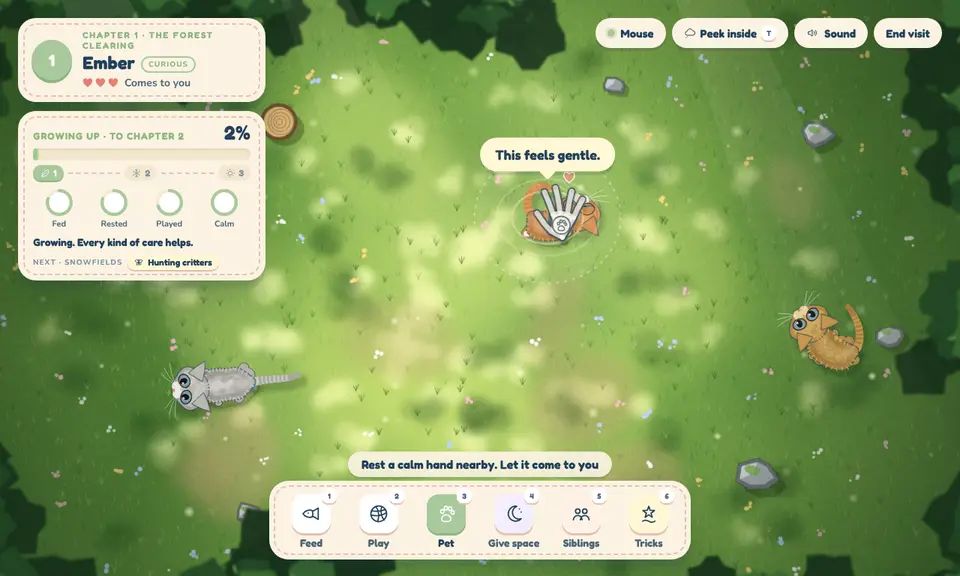 CHAPTER 1 · THE FOREST
CLEARING
1
Ember
CURIOUS
Comes to you
GROWING UP · TO CHAPTER 2
2%
1
2
3
Fed
Rested
Played
Calm
Growing. Every kind of care helps.
NEXT · SNOWFIELDS
Hunting critters
Mouse
Peek inside
T
Sound
End visit
This feels gentle.
Rest a calm hand nearby. Let it come to you
1
2
3
4
5
6
Feed
Play
Pet
Give space
Siblings
Tricks